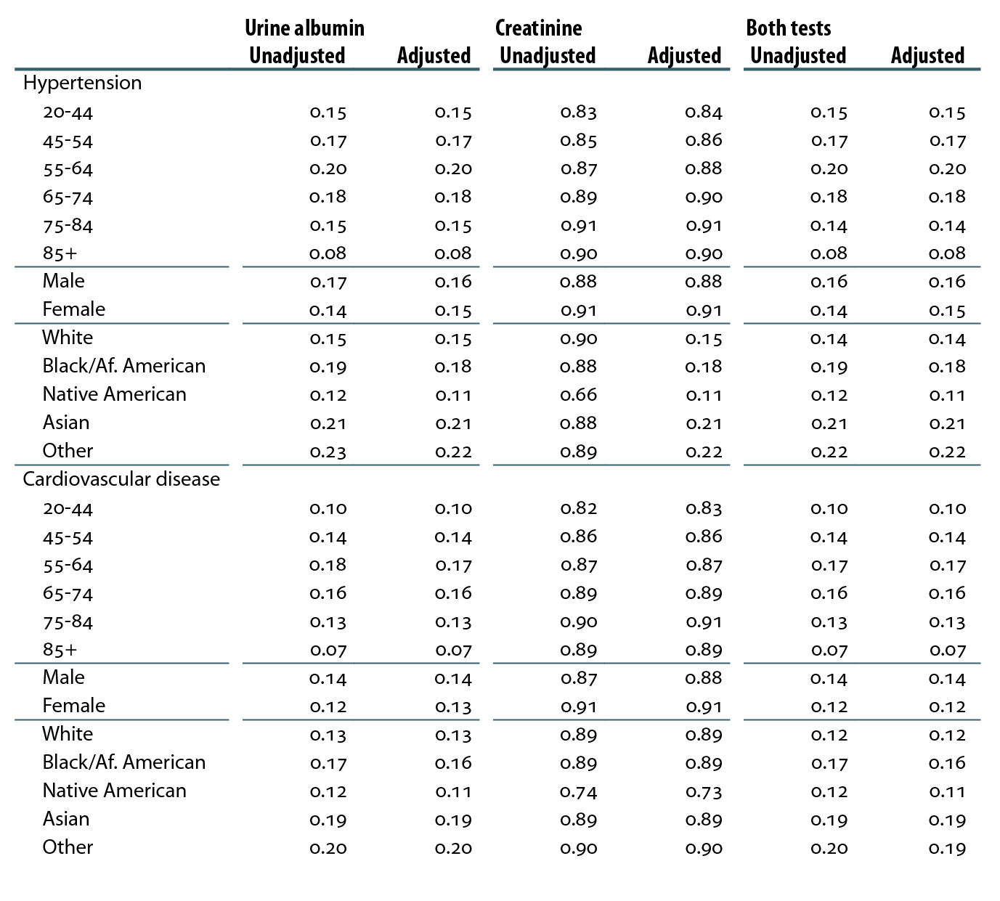 Urine albumin Creatinine Both tests
Unadjusted Adjusted Unadjusted Adjusted Unadjusted Adjusted
Hypertension
20-44 0.15 0.15 0.83 0.84 0.15 0.15
45-54 0.17 0.17 0.85 0.86 0.17 0.17
55-64 0.20 0.20 0.87 0.88 0.20 0.20
65-74 0.18 0.18 0.89 0.90 0.18 0.18
75-84 0.15 0.15 0.91 0.91 0.14 0.14
85+ 0.08 0.08 0.90 0.90 0.08 0.08
Male 0.17 0.16 0.88 0.88 0.16 0.16
Female 0.14 0.15 0.91 0.91 0.14 0.15
White 0.15 0.15 0.90 0.15 0.14 0.14
Black/Af. American 0.19 0.18 0.88 0.18 0.19 0.18
Native American 0.12 0.11 0.66 0.11 0.12 0.11
Asian 0.21 0.21 0.88 0.21 0.21 0.21
Other 0.23 0.22 0.89 0.22 0.22 0.22
Cardiovascular disease
20-44 0.10 0.10 0.82 0.83 0.10 0.10
45-54 0.14 0.14 0.86 0.86 0.14 0.14
55-64 0.18 0.17 0.87 0.87 0.17 0.17
65-74 0.16 0.16 0.89 0.89 0.16 0.16
75-84 0.13 0.13 0.90 0.91 0.13 0.13
85+ 0.07 0.07 0.89 0.89 0.07 0.07
Male 0.14 0.14 0.87 0.88 0.14 0.14
Female 0.12 0.13 0.91 0.91 0.12 0.12
White 0.13 0.13 0.89 0.89 0.12 0.12
Black/Af. American 0.17 0.16 0.89 0.89 0.17 0.16
Native American 0.12 0.11 0.74 0.73 0.12 0.11
Asian 0.19 0.19 0.89 0.89 0.19 0.19
Other 0.20 0.20 0.90 0.90 0.20 0.19